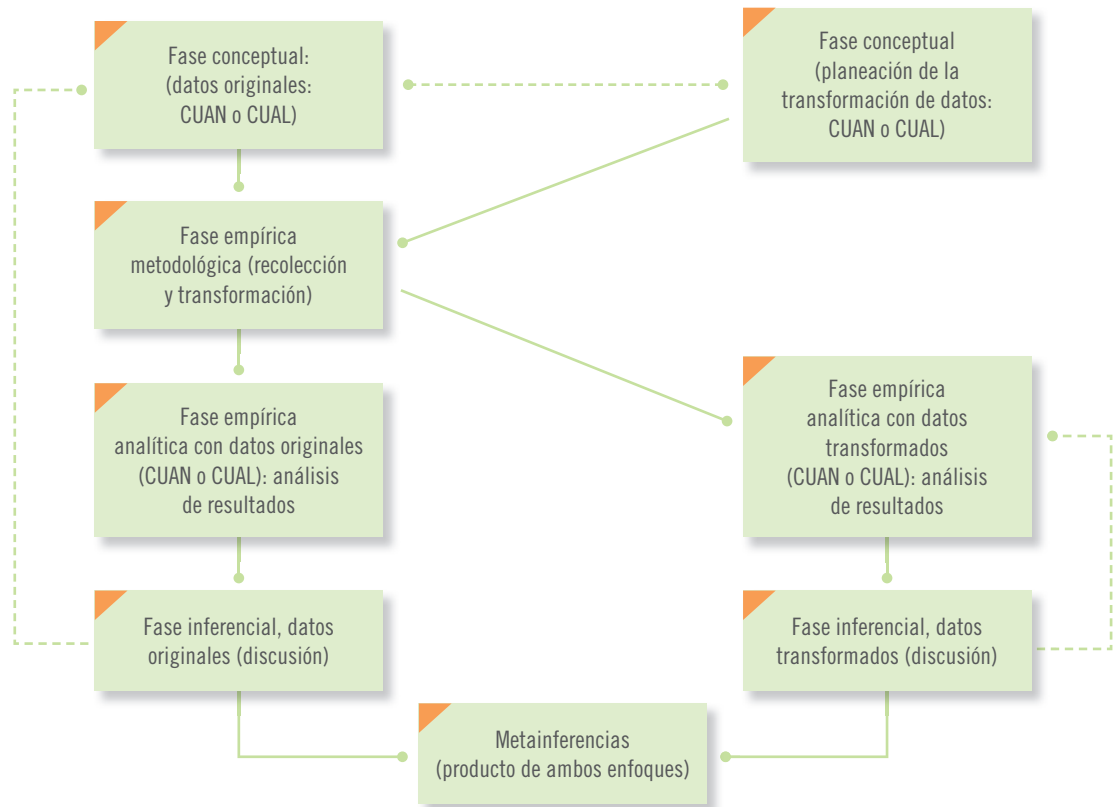 Fase conceptual:
(datos originales:
CUAN o CUAL)
Fase conceptual
(planeación de la
transformación de datos:
CUAN o CUAL)
Fase empírica
metodológica (recolección
y transformación)
Fase empírica
analítica con datos originales
(CUAN o CUAL): análisis
de resultados
Fase empírica
analítica con datos
transformados
(CUAN o CUAL): análisis
de resultados
Fase inferencial, datos
originales (discusión)
Fase inferencial, datos
transformados (discusión)
Metainferencias
(producto de ambos enfoques)